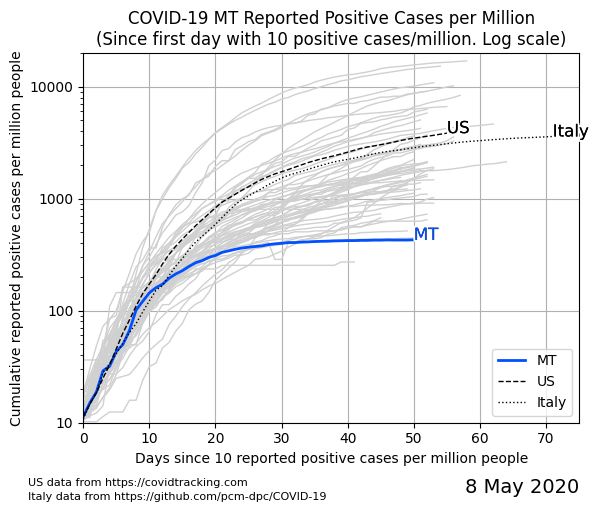 COVID-19 MT Reported Positive Cases per Million
(Since first day with 10 positive cases/million. Log scale)
Cumulative reported positive cases per million people
10000
1000
100
10
US
Italy
MT
MT
US
Italy
0 10 20 30 40 50 60 70
Days since 10 reported positive cases per million people
US data from https://covidtracking.com
Italy data from https://github.com/pcm-dpc/COVID-19
8 May 2020